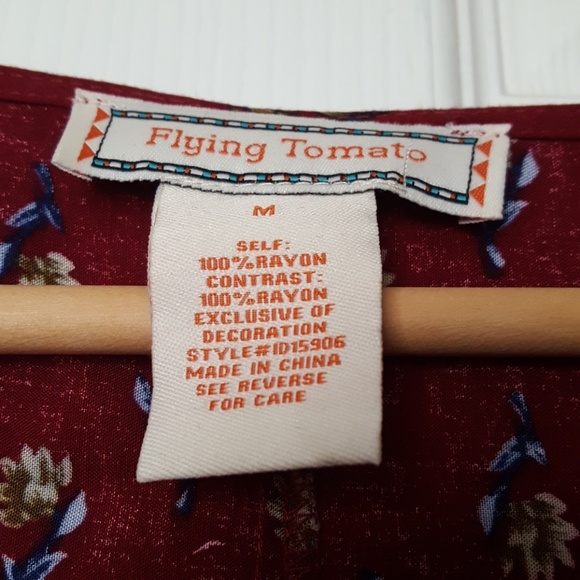 Flying Tomato
M
SELF:
100%RAYON
CONTRAST:
100%RAYON
EXCLUSIVE OF
DECORATION
STYLE#ID15906
MADE IN CHINA
SEE REVERSE
FOR CARE